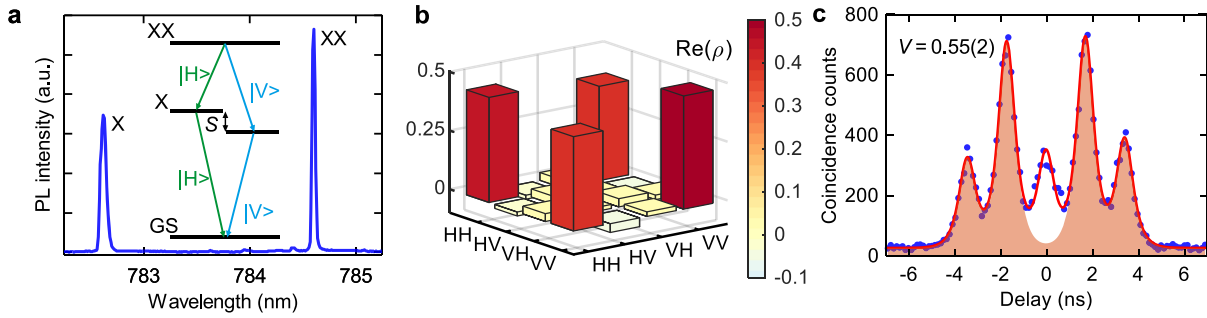 a
PL intensity (a.u.)
XX
|H>
|V>
X
S
|H>
|V>
GS
X
XX
783
784
785
Wavelength (nm)
b
Re(ρ)
0.5
0.25
0
HH
HV
VH
VV
HH
HV
VH
VV
0.5
0.4
0.3
0.2
0.1
0
-0.1
c
V = 0.55(2)
Coincidence counts
800
600
400
200
0
-6
-4
-2
0
2
4
6
Delay (ns)